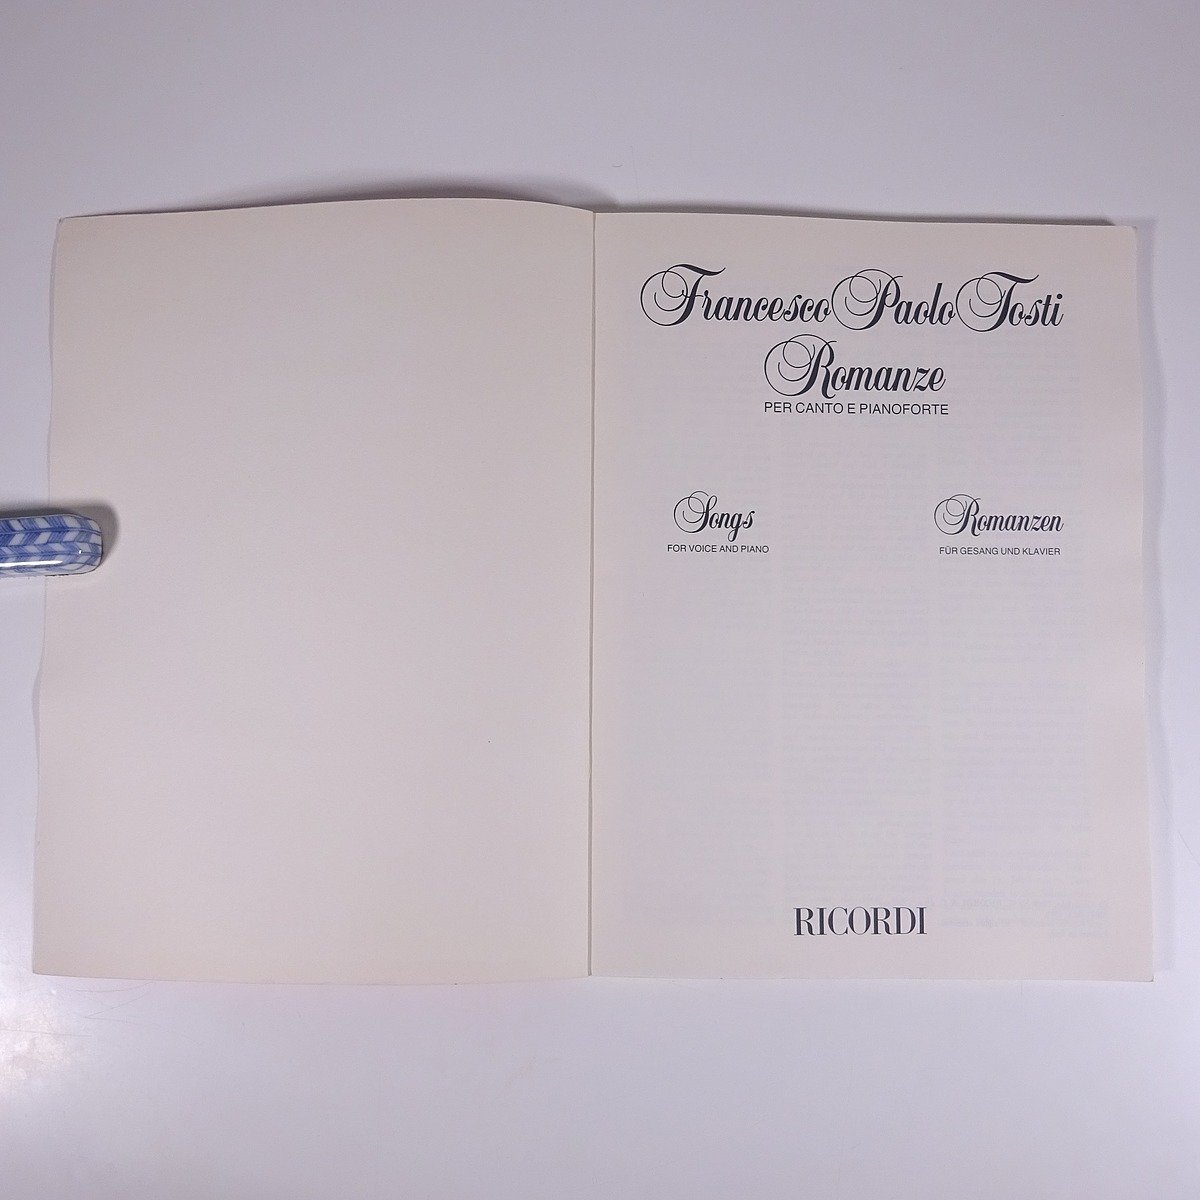 Francesco Paolo Tosti
Romanze
PER CANTO E PIANOFORTE
Songs
FOR VOICE AND PIANO
Romanzen
FÜR GESANG UND KLAVIER
RICORDI